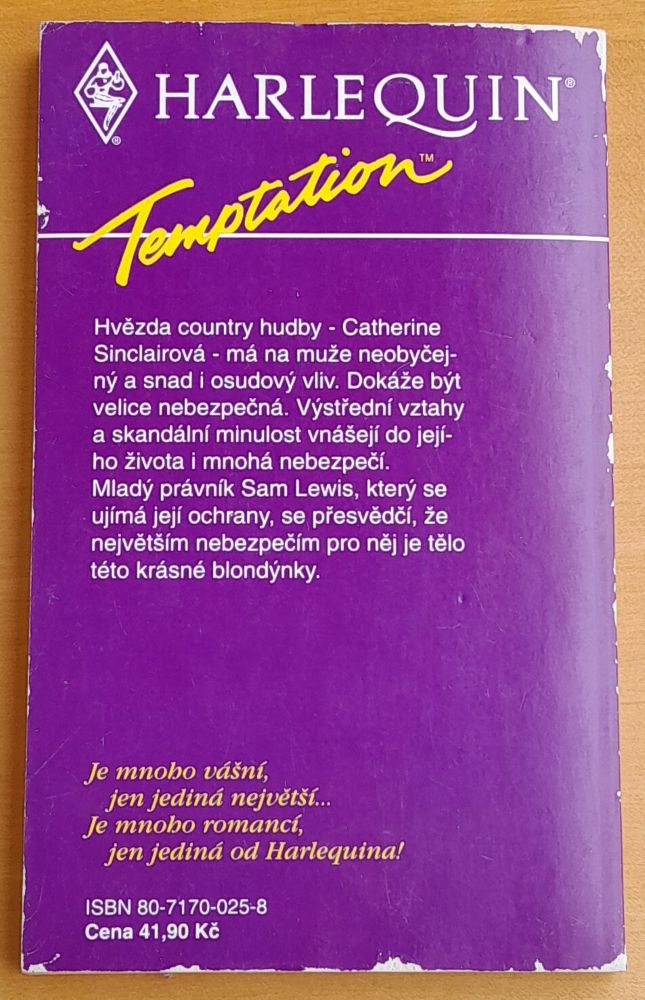 HARLEQUIN®
®
Temptation™
Hvězda country hudby - Catherine
Sinclairová - má na muže neobyčej-
ný a snad i osudový vliv. Dokáže být
velice nebezpečná. Výstřední vztahy
a skandální minulost vnášejí do její-
ho života i mnohá nebezpečí.
Mladý právník Sam Lewis, který se
ujímá její ochrany, se přesvědčí, že
největším nebezpečím pro něj je tělo
této krásné blondýnky.
Je mnoho vášní,
jen jediná největší...
Je mnoho romancí,
jen jediná od Harlequina!
ISBN 80-7170-025-8
Cena 41,90 Kč